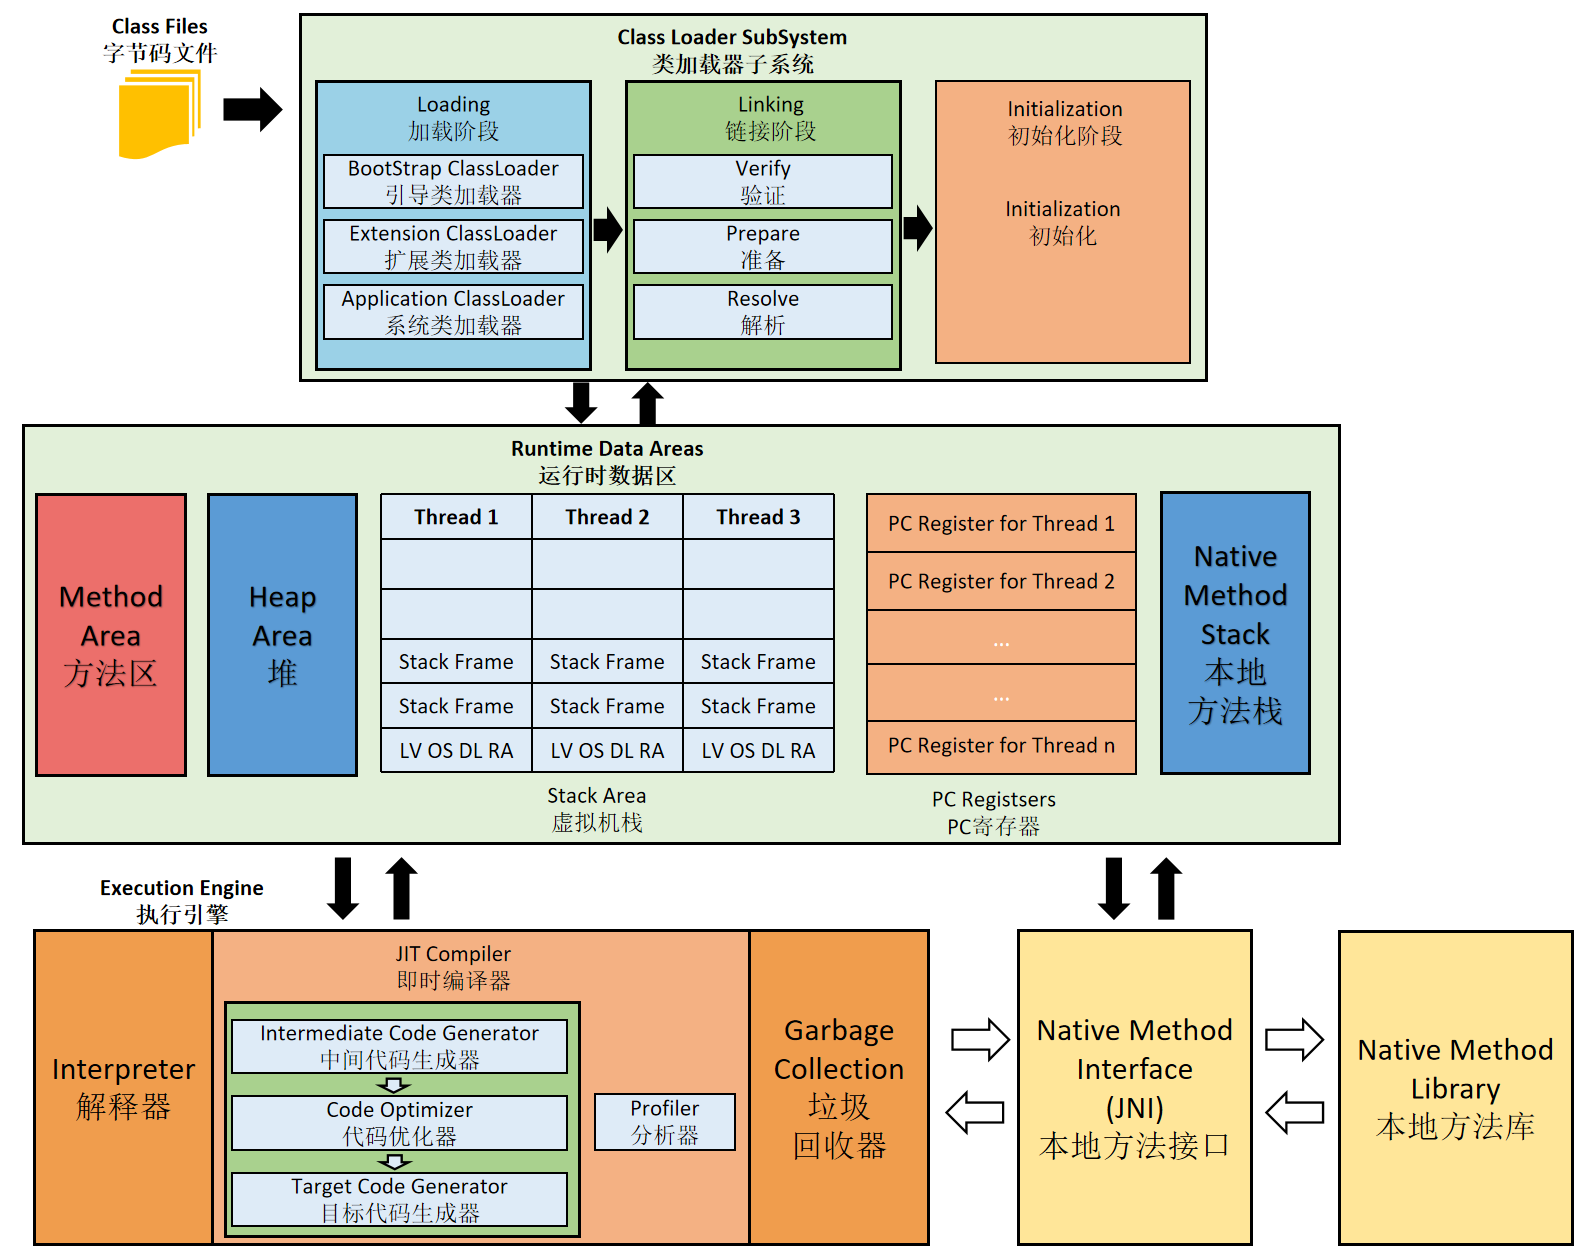 Class Files
字节码文件
Class Loader SubSystem
类加载器子系统
Loading
加载阶段
BootStrap ClassLoader
引导类加载器
Extension ClassLoader
扩展类加载器
Application ClassLoader
系统类加载器
Linking
链接阶段
Verify
验证
Prepare
准备
Resolve
解析
Initialization
初始化阶段
Initialization
初始化
Runtime Data Areas
运行时数据区
Method
Area
方法区
Heap
Area
堆
Thread 1 Thread 2 Thread 3
Stack Frame Stack Frame Stack Frame
Stack Frame Stack Frame Stack Frame
LV OS DL RA LV OS DL RA LV OS DL RA
Stack Area
虚拟机栈
PC Register for Thread 1
PC Register for Thread 2
...
...
PC Register for Thread n
PC Registsers
PC寄存器
Native
Method
Stack
本地
方法栈
Execution Engine
执行引擎
Interpreter
解释器
JIT Compiler
即时编译器
Intermediate Code Generator
中间代码生成器
Code Optimizer
代码优化器
Target Code Generator
目标代码生成器
Profiler
分析器
Garbage
Collection
垃圾
回收器
Native Method
Interface
(JNI)
本地方法接口
Native Method
Library
本地方法库